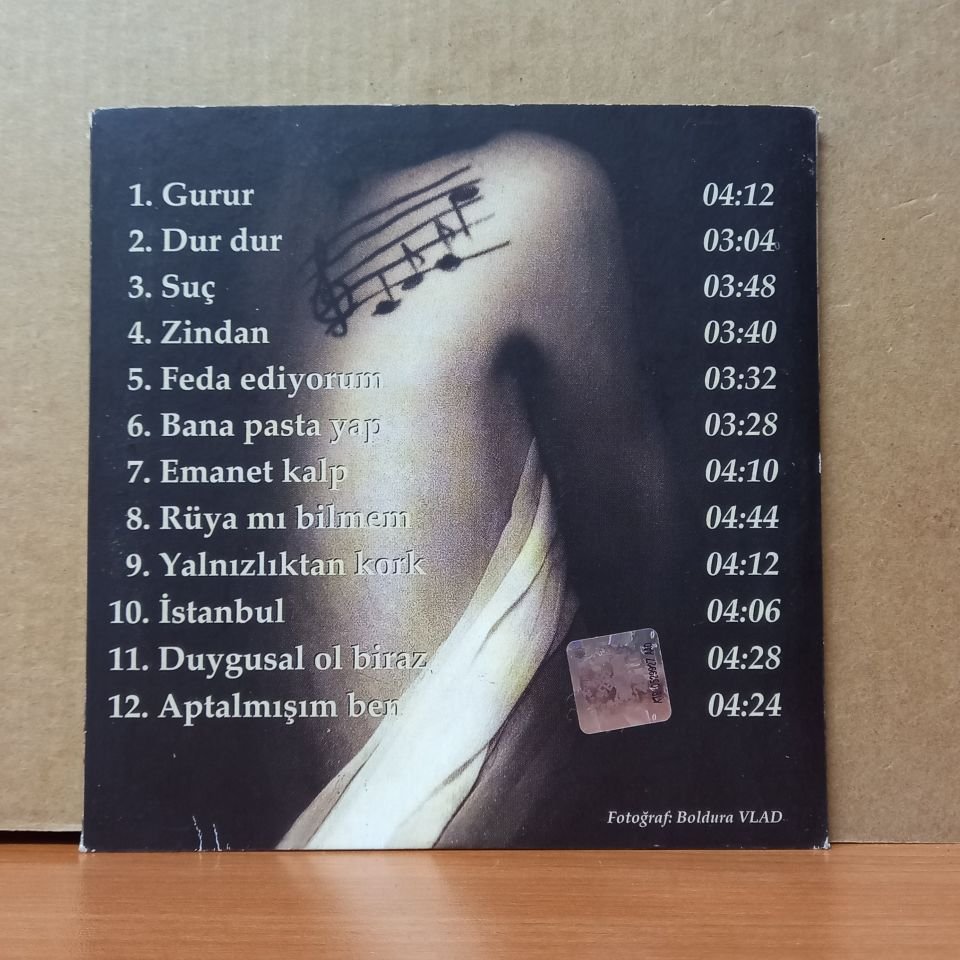 1. Gurur 04:12
2. Dur dur 03:04
3. Suç 03:48
4. Zindan 03:40
5. Feda ediyorum 03:32
6. Bana pasta yap 03:28
7. Emanet kalp 04:10
8. Rüya mı bilmem 04:44
9. Yalnızlıktan kork 04:12
10. İstanbul 04:06
11. Duygusal ol biraz 04:28
12. Aptalmışım ben 04:24
Fotoğraf: Boldura VLAD